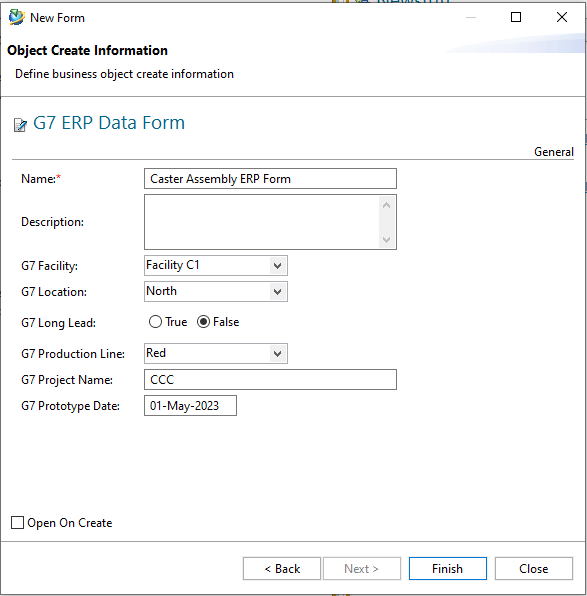 New Form
Object Create Information
Define business object create information
G7 ERP Data Form
General
Name:* Caster Assembly ERP Form
Description:
G7 Facility: Facility C1
G7 Location: North
G7 Long Lead: True False
G7 Production Line: Red
G7 Project Name: CCC
G7 Prototype Date: 01-May-2023
Open On Create
< Back Next > Finish Close